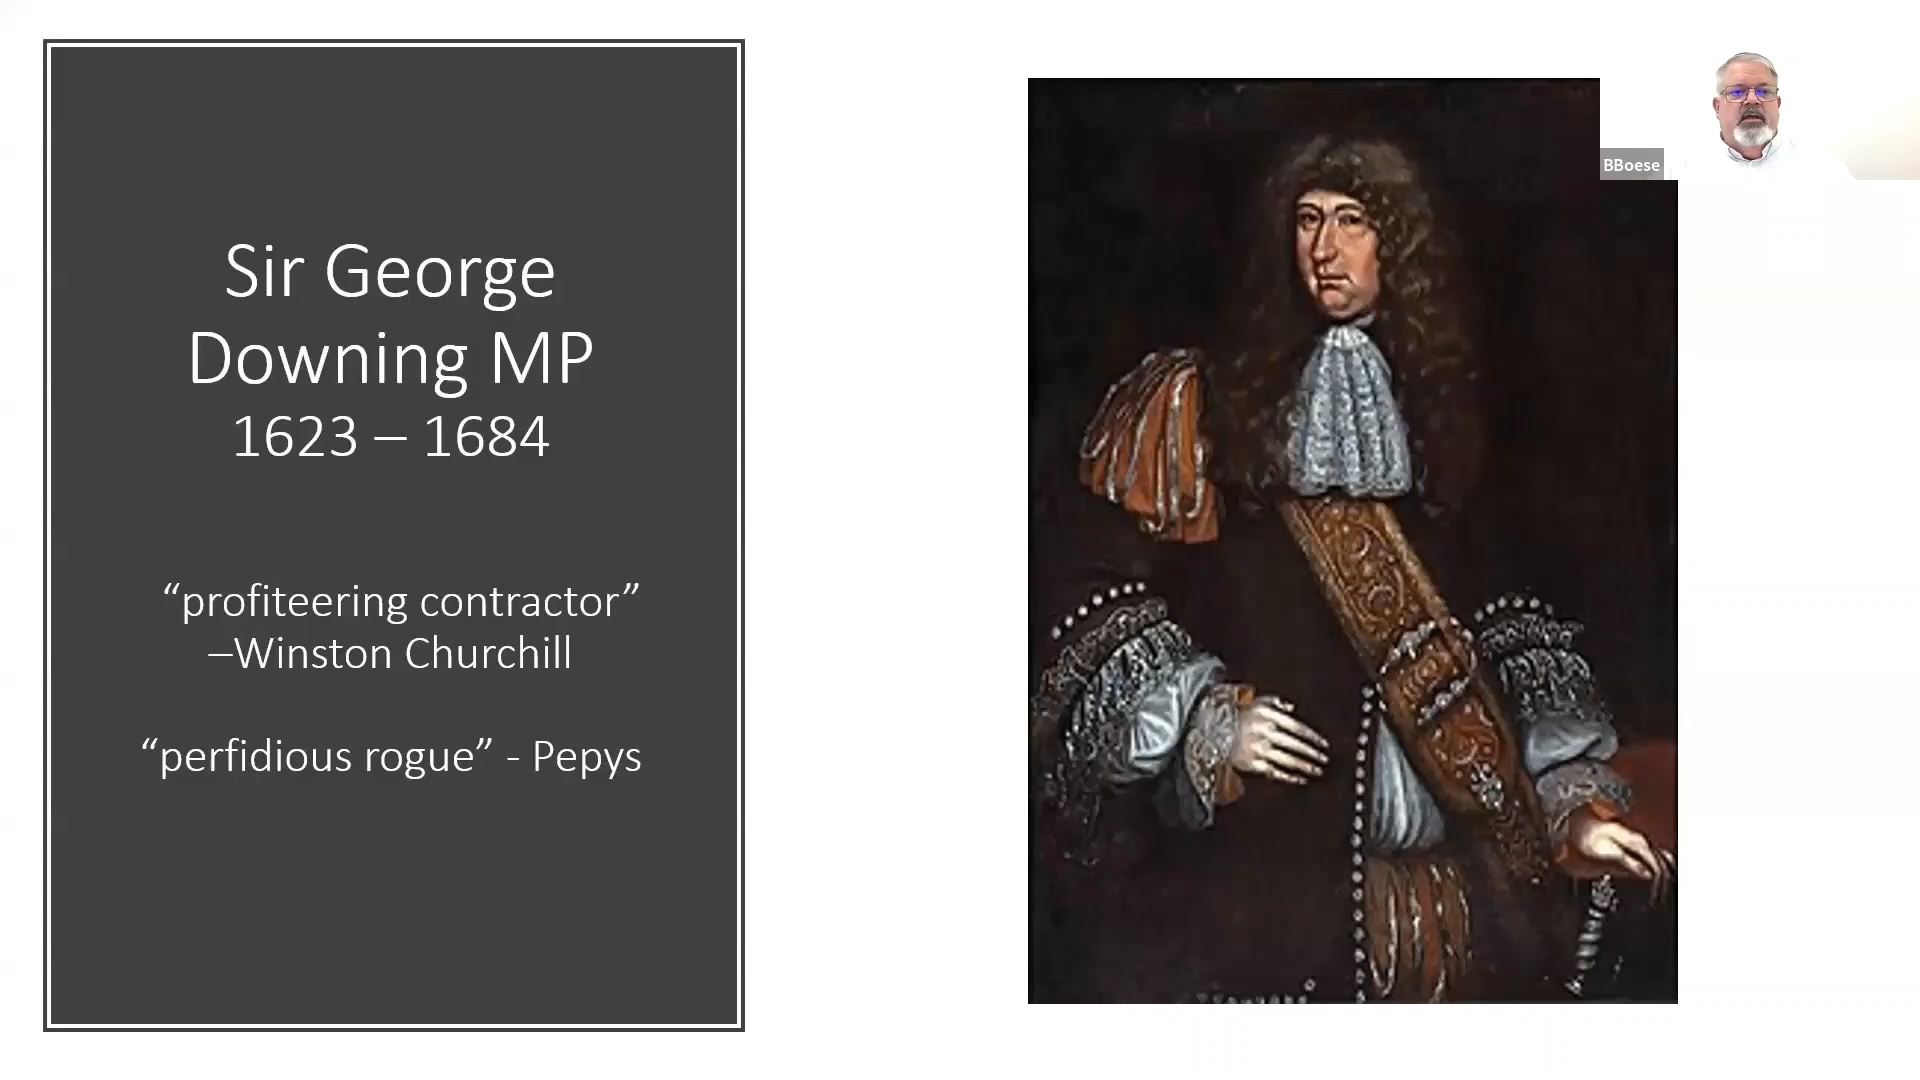 Sir George
Downing MP
1623 – 1684
“profiteering contractor”
–Winston Churchill
“perfidious rogue” - Pepys
BBoese